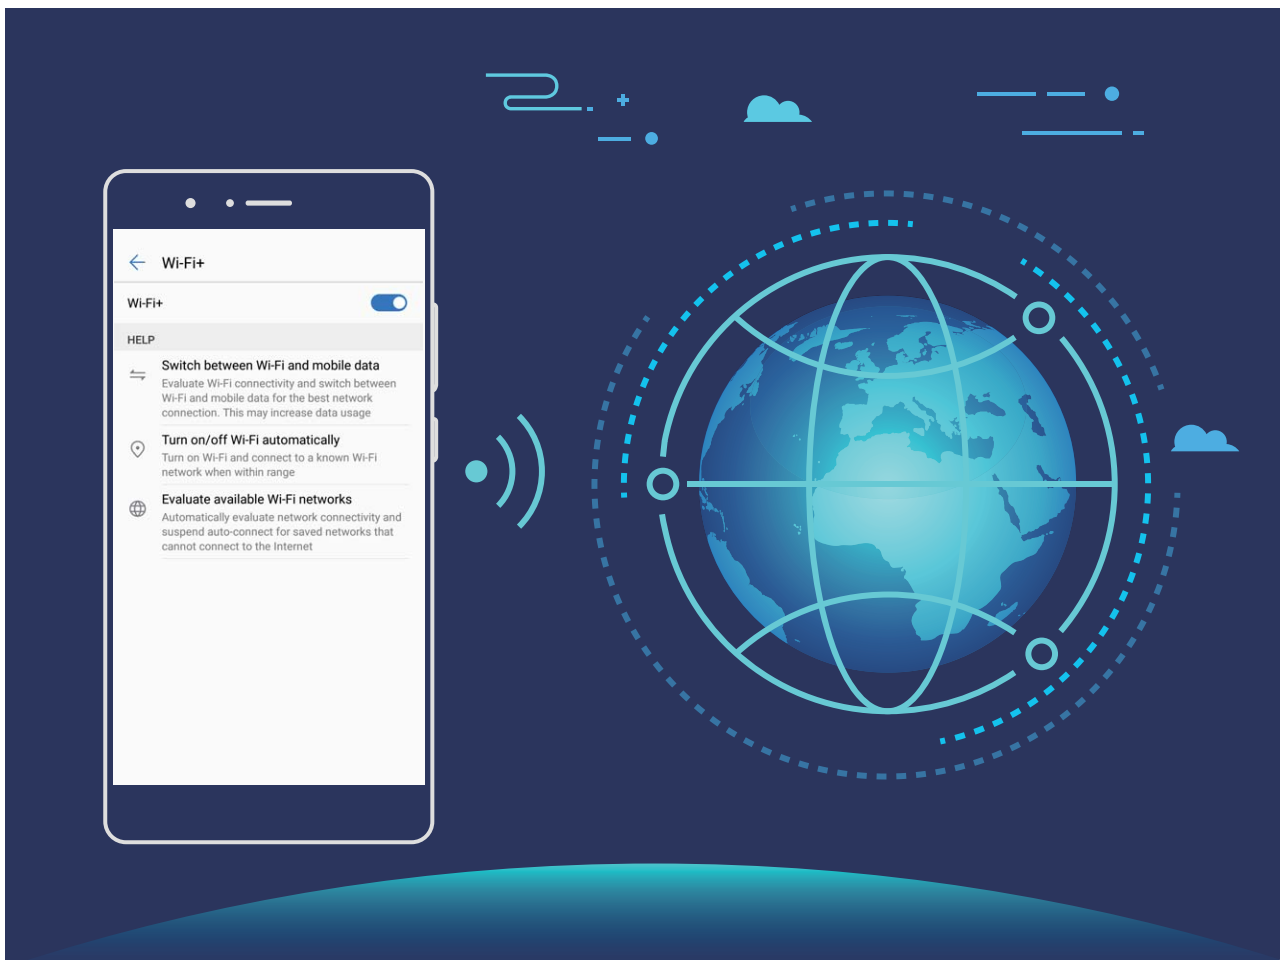 Wi-Fi+
Wi-Fi+
HELP
Switch between Wi-Fi and mobile data
Evaluate Wi-Fi connectivity and switch between
Wi-Fi and mobile data for the best network
connection. This may increase data usage
Turn on/off Wi-Fi automatically
Turn on Wi-Fi and connect to a known Wi-Fi
network when within range
Evaluate available Wi-Fi networks
Automatically evaluate network connectivity and
suspend auto-connect for saved networks that
cannot connect to the Internet